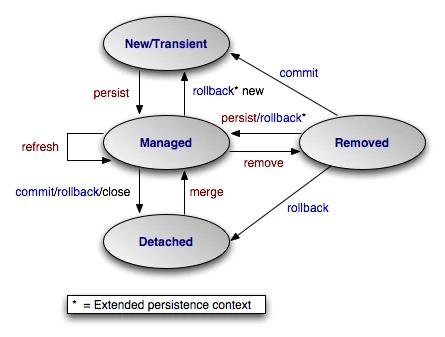 New/Transient
commit
persist
rollback* new
persist/rollback*
refresh
Managed
Removed
remove
commit/rollback/close
merge
rollback
Detached
* = Extended persistence context